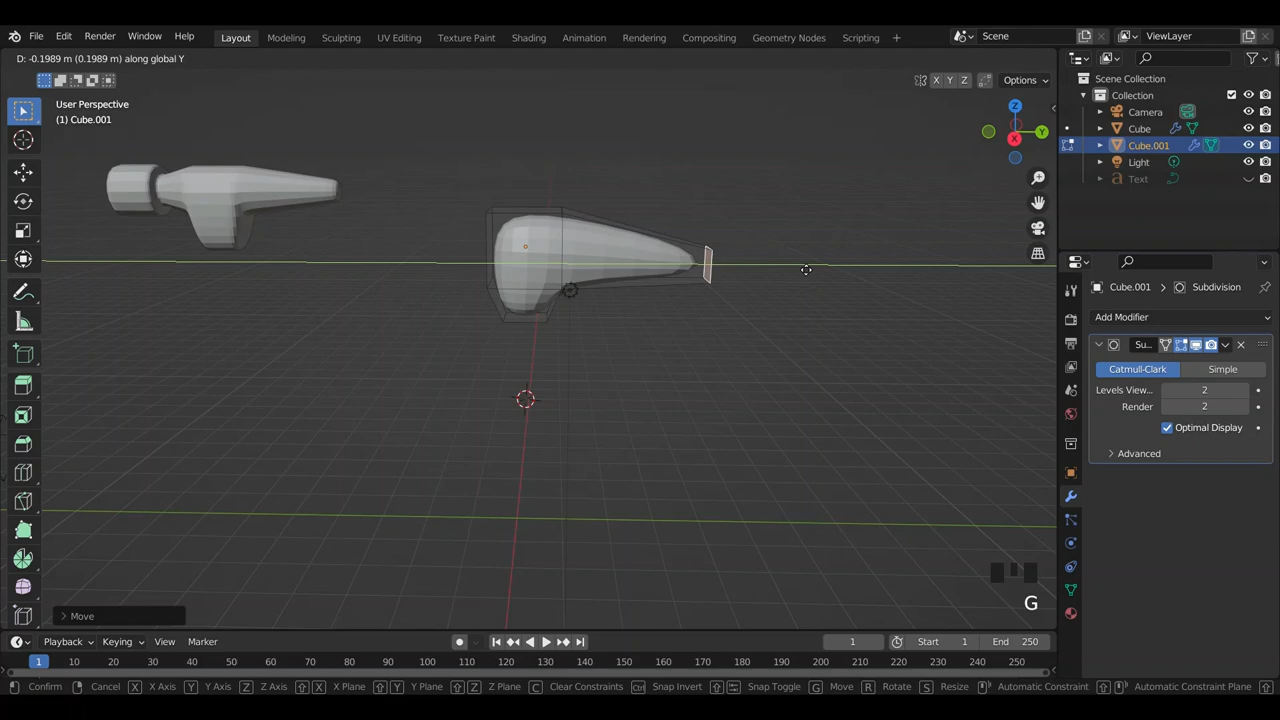 File Edit Render Window Help Layout Modeling Sculpting UV Editing Texture Paint Shading Animation Rendering Compositing Geometry Nodes Scripting + Scene ViewLayer
D: -0.1989 m (0.1989 m) along global Y
X Y Z Options
User Perspective
(1) Cube.001
Z
Y
X
Scene Collection
Collection
Camera
Cube
Cube.001
Light
Text
Cube.001 > Subdivision
Add Modifier
Su...
Catmull-Clark Simple
Levels View... 2
Render 2
Optimal Display
Advanced
G
Move
Playback Keying View Marker 1 Start 1 End 250
1 10 20 30 40 50 60 70 80 90 100 110 120 130 140 150 160 170 180 190 200 210 220 230 240 250
Confirm Cancel X X Axis Y Y Axis Z Z Axis X X Plane Y Y Plane Z Z Plane C Clear Constraints Ctrl Snap Invert Snap Toggle G Move R Rotate S Resize Automatic Constraint Automatic Constraint Plane